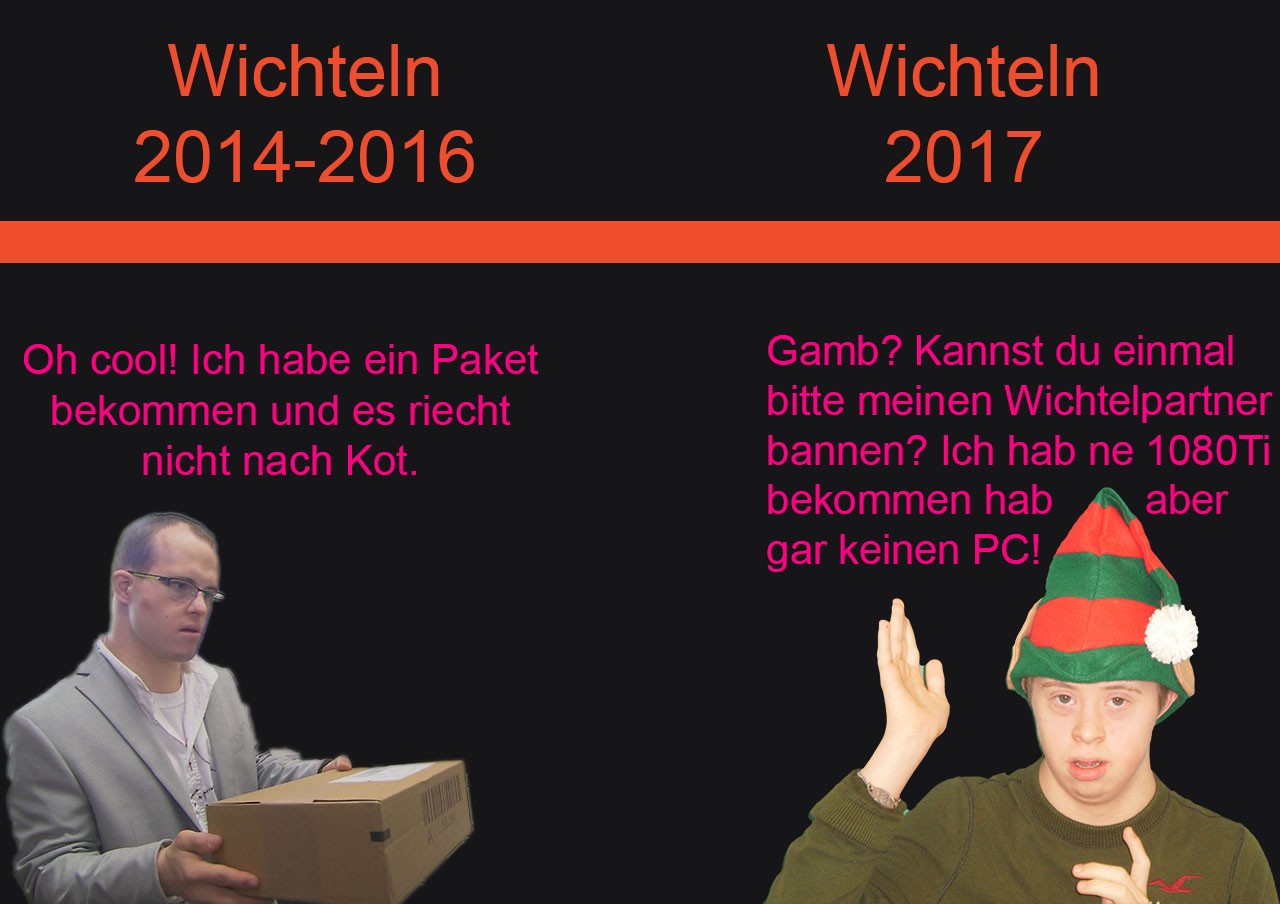 Wichteln
2014-2016
Wichteln
2017
Oh cool! Ich habe ein Paket
bekommen und es riecht
nicht nach Kot.
Gamb? Kannst du einmal
bitte meinen Wichtelpartner
bannen? Ich hab ne 1080Ti
bekommen hab aber
gar keinen PC!